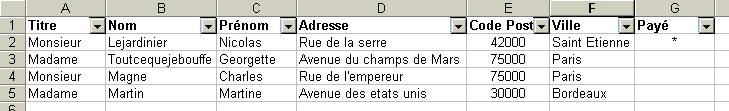 A B C D E F G
1 Titre Nom Prénom Adresse Code Post Ville Payé
2 Monsieur Lejardinier Nicolas Rue de la serre 42000 Saint Etienne *
3 Madame Toutcequejebouffe Georgette Avenue du champs de Mars 75000 Paris
4 Monsieur Magne Charles Rue de l'empereur 75000 Paris
5 Madame Martin Martine Avenue des etats unis 30000 Bordeaux